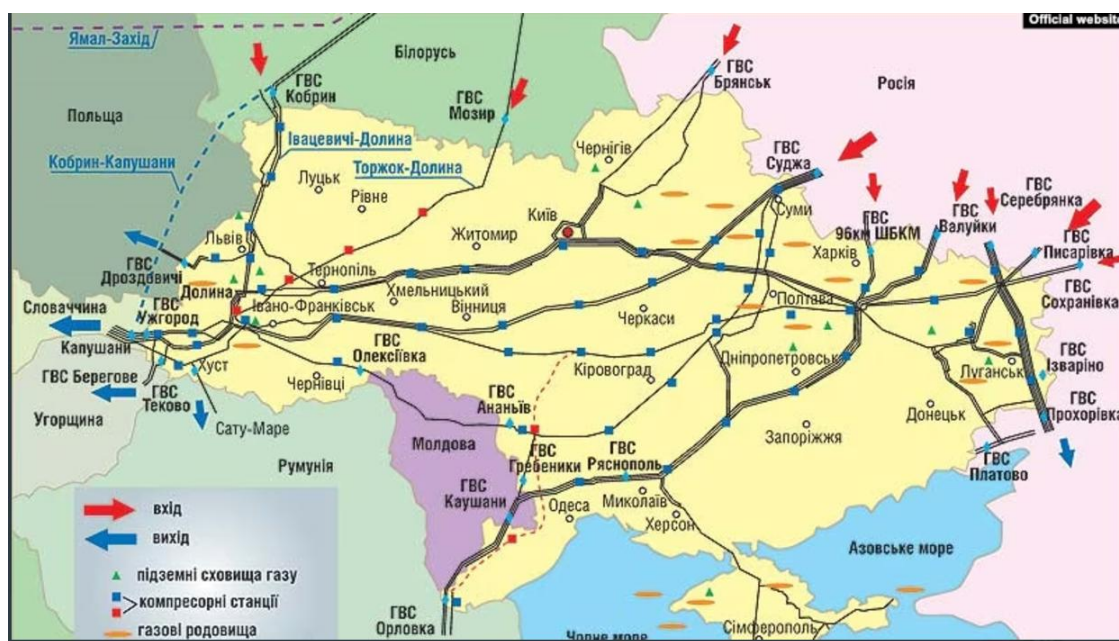 Official website
Ямал-Захід
Білорусь
Росія
Польща
ГВС
Кобрин
ГВС
Мозир
ГВС
Брянськ
Івацевичі-Долина
Кобрин-Капушани
Торжок-Долина
Чернігів
ГВС
Суджа
Луцьк
Рівне
Київ
Суми
ГВС
96км ШБКМ
ГВС
Валуйки
ГВС
Серебрянка
ГВС
Писарівка
ГВС
Сохранівка
Львів
Житомир
Харків
ГВС
Дроздовичі
Долина
Тернопіль
Словаччина
ГВС
Ужгород
Івано-Франківськ
Хмельницький
Вінниця
Черкаси
Полтава
Капушани
Хуст
ГВС
Олексіївка
Дніпропетровськ
Луганськ
ГВС
Ізваріно
ГВС Берегове
ГВС
Теково
Чернівці
Кіровоград
Угорщина
Сату-Маре
ГВС
Ананьїв
Донецьк
ГВС
Прохорівка
Молдова
Запоріжжя
ГВС
Платово
Румунія
ГВС
Гребеники
ГВС
Ряснополь
ГВС
Каушани
Одеса
Миколаїв
Херсон
Азовське море
вхід
вихід
підземні сховища газу
компресорні станції
газові родовища
ГВС
Орловка
Чорне море
Сімферополь